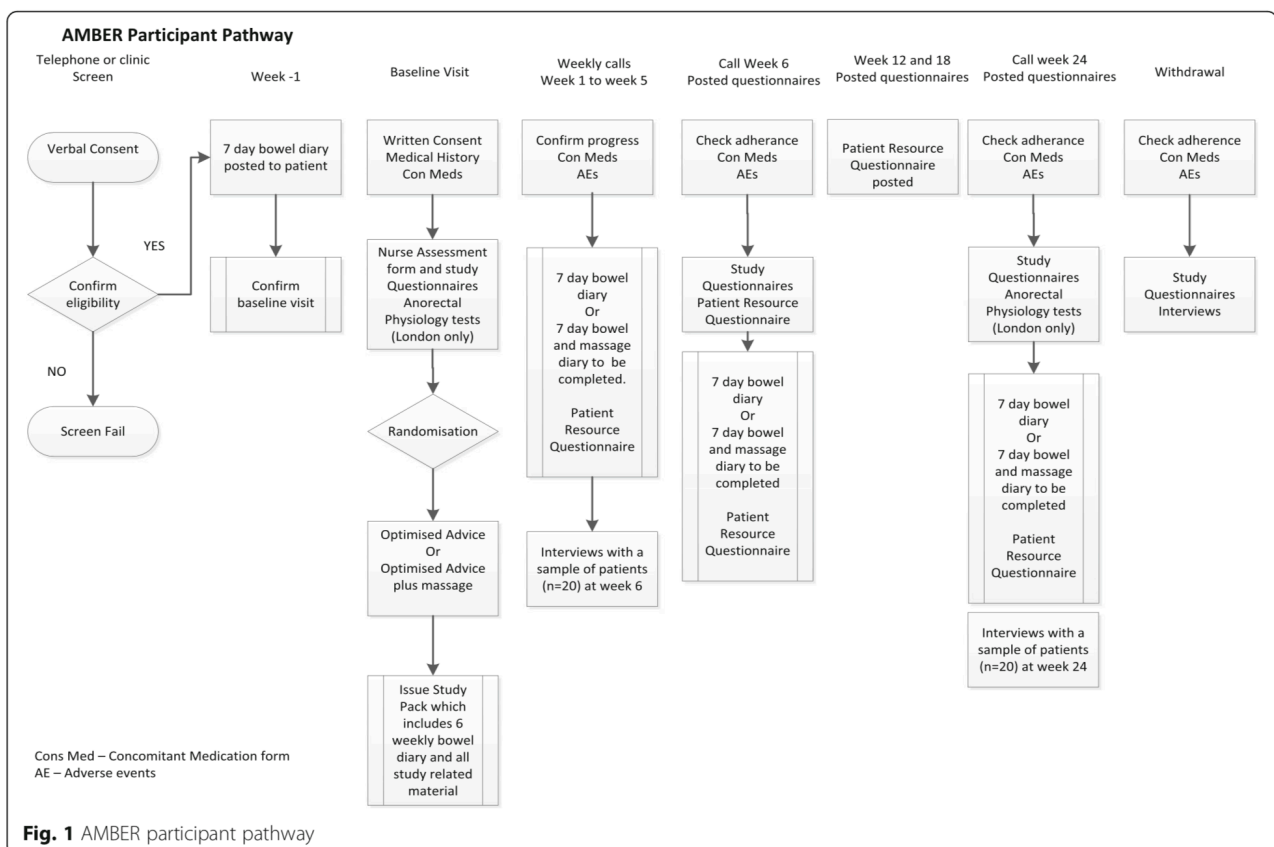 AMBER Participant Pathway
Telephone or clinic
Screen
Verbal Consent
YES
Confirm
eligibility
NO
Screen Fail
Week -1
7 day bowel diary
posted to patient
Confirm
baseline visit
Baseline Visit
Written Consent
Medical History
Con Meds
Nurse Assessment
form and study
Questionnaires
Anorectal
Physiology tests
(London only)
Randomisation
Optimised Advice
Or
Optimised Advice
plus massage
Issue Study
Pack which
includes 6
weekly bowel
diary and all
study related
material
Weekly calls
Week 1 to week 5
Confirm progress
Con Meds
AEs
7 day bowel
diary
Or
7 day bowel
and massage
diary to be
completed.
Patient
Resource
Questionnaire
Interviews with a
sample of patients
(n=20) at week 6
Call Week 6
Posted questionnaires
Check adherence
Con Meds
AEs
Study
Questionnaires
Patient Resource
Questionnaire
7 day bowel
diary
Or
7 day bowel
and massage
diary to be
completed
Patient
Resource
Questionnaire
Week 12 and 18
Posted questionnaires
Patient Resource
Questionnaire
posted
Call week 24
Posted questionnaires
Check adherance
Con Meds
AEs
Study
Questionnaires
Anorectal
Physiology tests
(London only)
7 day bowel
diary
Or
7 day bowel
and massage
diary to be
completed
Patient
Resource
Questionnaire
Interviews with a
sample of patients
(n=20) at week 24
Withdrawal
Check adherence
Con Meds
AEs
Study
Questionnaires
Interviews
Cons Med – Concomitant Medication form
AE – Adverse events
Fig. 1 AMBER participant pathway